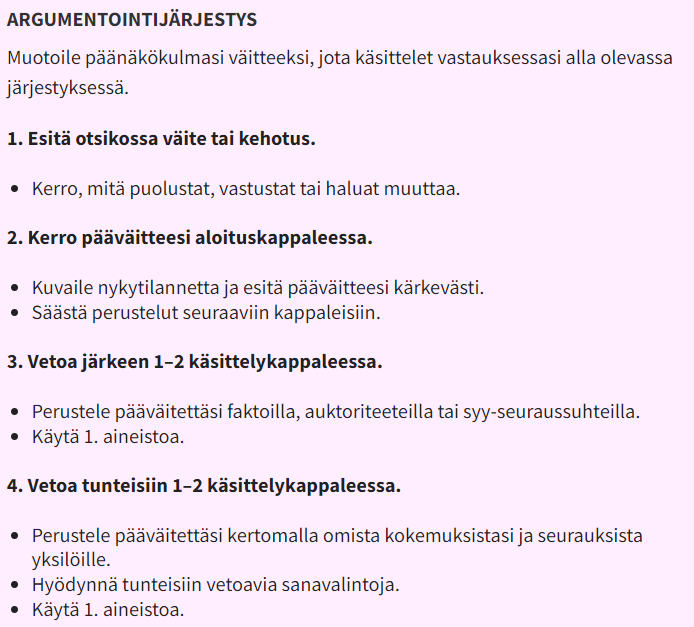 ARGUMENTOINTIJÄRJESTYS
Muotoile päänäkökulmasi väitteeksi, jota käsittelet vastauksessasi alla olevassa
järjestyksessä.
1. Esitä otsikossa väite tai kehotus.
• Kerro, mitä puolustat, vastustat tai haluat muuttaa.
2. Kerro pääväitteesi aloituskappaleessa.
• Kuvaile nykytilannetta ja esitä pääväitteesi kärkevästi.
• Säästä perustelut seuraaviin kappaleisiin.
3. Vetoa järkeen 1–2 käsittelykappaleessa.
• Perustele pääväitettäsi faktoilla, auktoriteeteilla tai syy-seuraussuhteilla.
• Käytä 1. aineistoa.
4. Vetoa tunteisiin 1–2 käsittelykappaleessa.
• Perustele pääväitettäsi kertomalla omista kokemuksistasi ja seurauksista
yksilöille.
• Hyödynnä tunteisiin vetoavia sanavalintoja.
• Käytä 1. aineistoa.